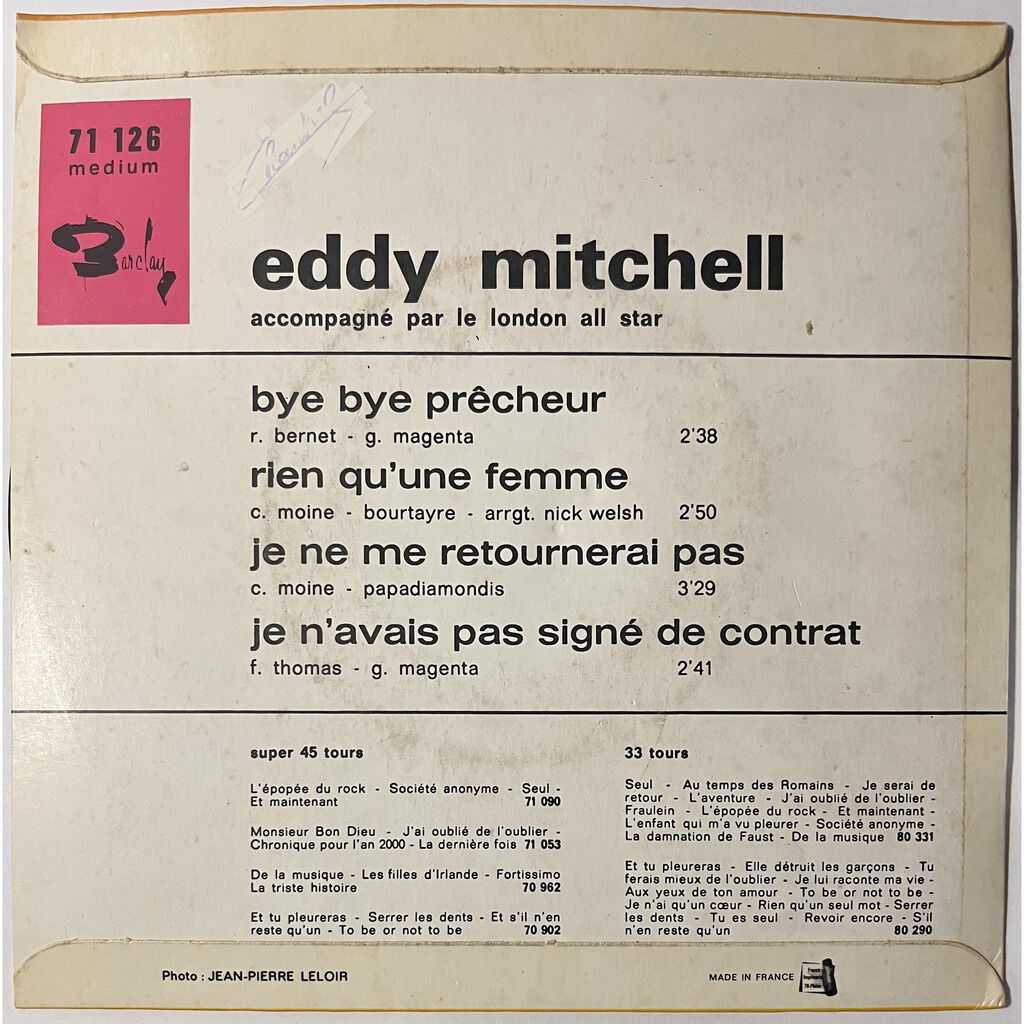 71 126
medium
Barclay
eddy mitchell
accompagné par le london all star
bye bye prêcheur
r. bernet - g. magenta 2'38
rien qu'une femme
c. moine - bourtayre - arrgt. nick welsh 2'50
je ne me retournerai pas
c. moine - papadiamondis 3'29
je n'avais pas signé de contrat
f. thomas - g. magenta 2'41
super 45 tours
L'épopée du rock - Société anonyme - Seul -
Et maintenant 71 090
Monsieur Bon Dieu - J'ai oublié de l'oublier -
Chronique pour l'an 2000 - La dernière fois 71 053
De la musique - Les filles d'Irlande - Fortissimo
La triste histoire 70 962
Et tu pleureras - Serrer les dents - Et s'il n'en
reste qu'un - To be or not to be 70 902
33 tours
Seul - Au temps des Romains - Je serai de
retour - L'aventure - J'ai oublié de l'oublier -
Fraulein - L'épopée du rock - Et maintenant -
L'enfant qui m'a vu pleurer - Société anonyme -
La damnation de Faust - De la musique 80 331
Et tu pleureras - Elle détruit les garçons - Tu
ferais mieux de l'oublier - Je lui raconte ma vie -
Aux yeux de ton amour - To be or not to be -
Je n'ai qu'un cœur - Rien qu'un seul mot - Serrer
les dents - Tu es seul - Revoir encore - S'il
n'en reste qu'un 80 290
Photo : JEAN-PIERRE LELOIR
MADE IN FRANCE